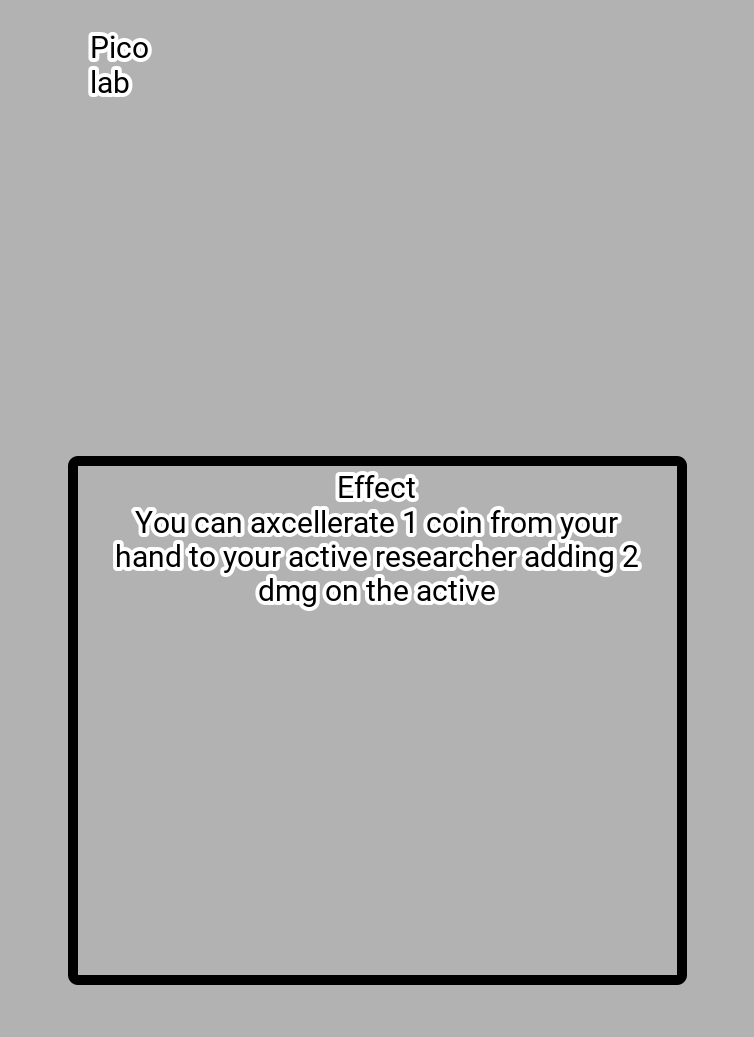 Pico
lab
Effect
You can axcellerate 1 coin from your
hand to your active researcher adding 2
dmg on the active